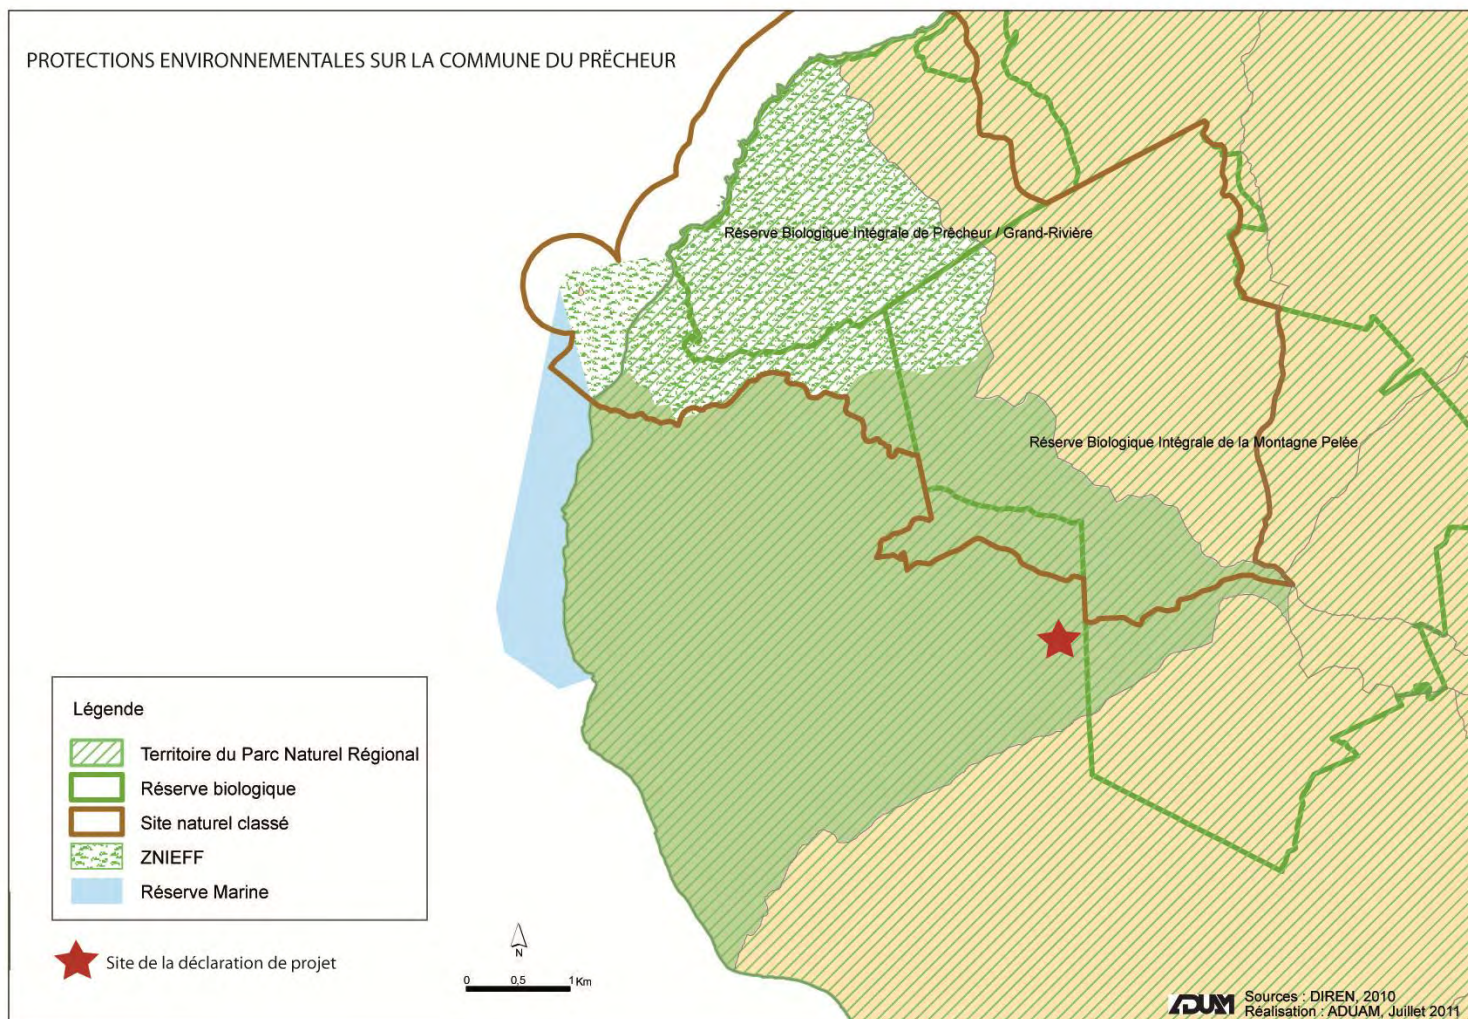 PROTECTIONS ENVIRONNEMENTALES SUR LA COMMUNE DU PRËCHEUR
Réserve Biologique Intégrale de Prêcheur / Grand-Rivière
Réserve Biologique Intégrale de la Montagne Pelée
Légende
Territoire du Parc Naturel Régional
Réserve biologique
Site naturel classé
ZNIEFF
Réserve Marine
Site de la déclaration de projet
N
0 0,5 1 Km
ADUAM
Sources : DIREN, 2010
Réalisation : ADUAM, Juillet 2011